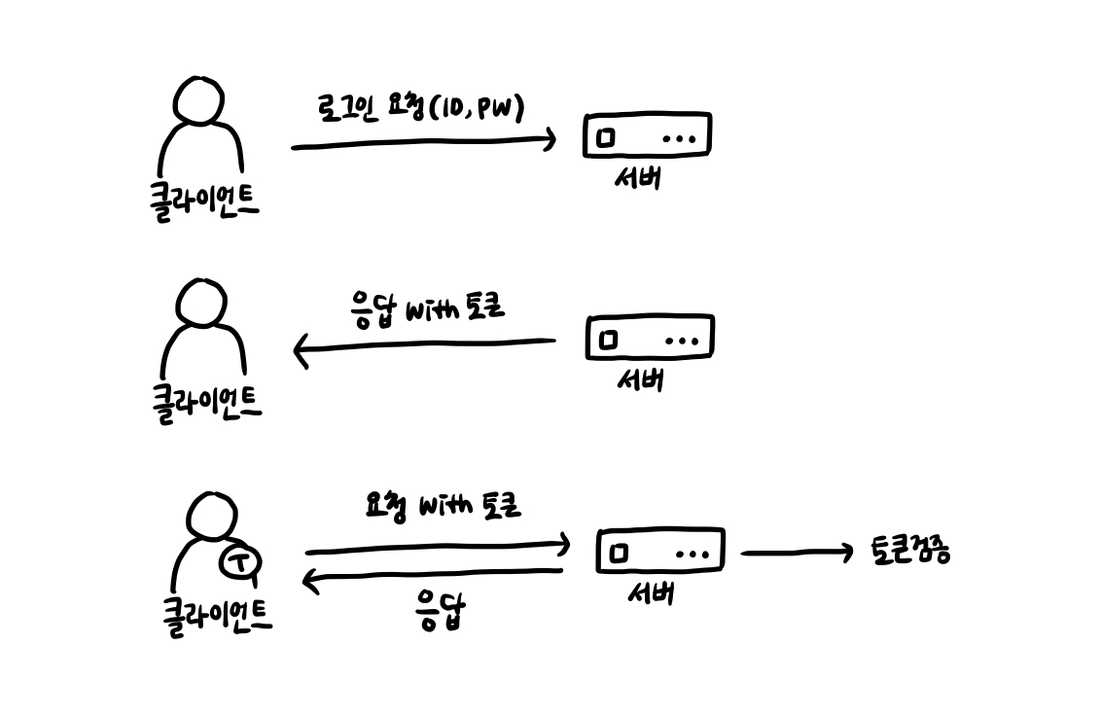 로그인 요청(ID, PW)
클라이언트
서버
응답 with 토큰
클라이언트
서버
요청 with 토큰
T
토큰검증
클라이언트
응답
서버